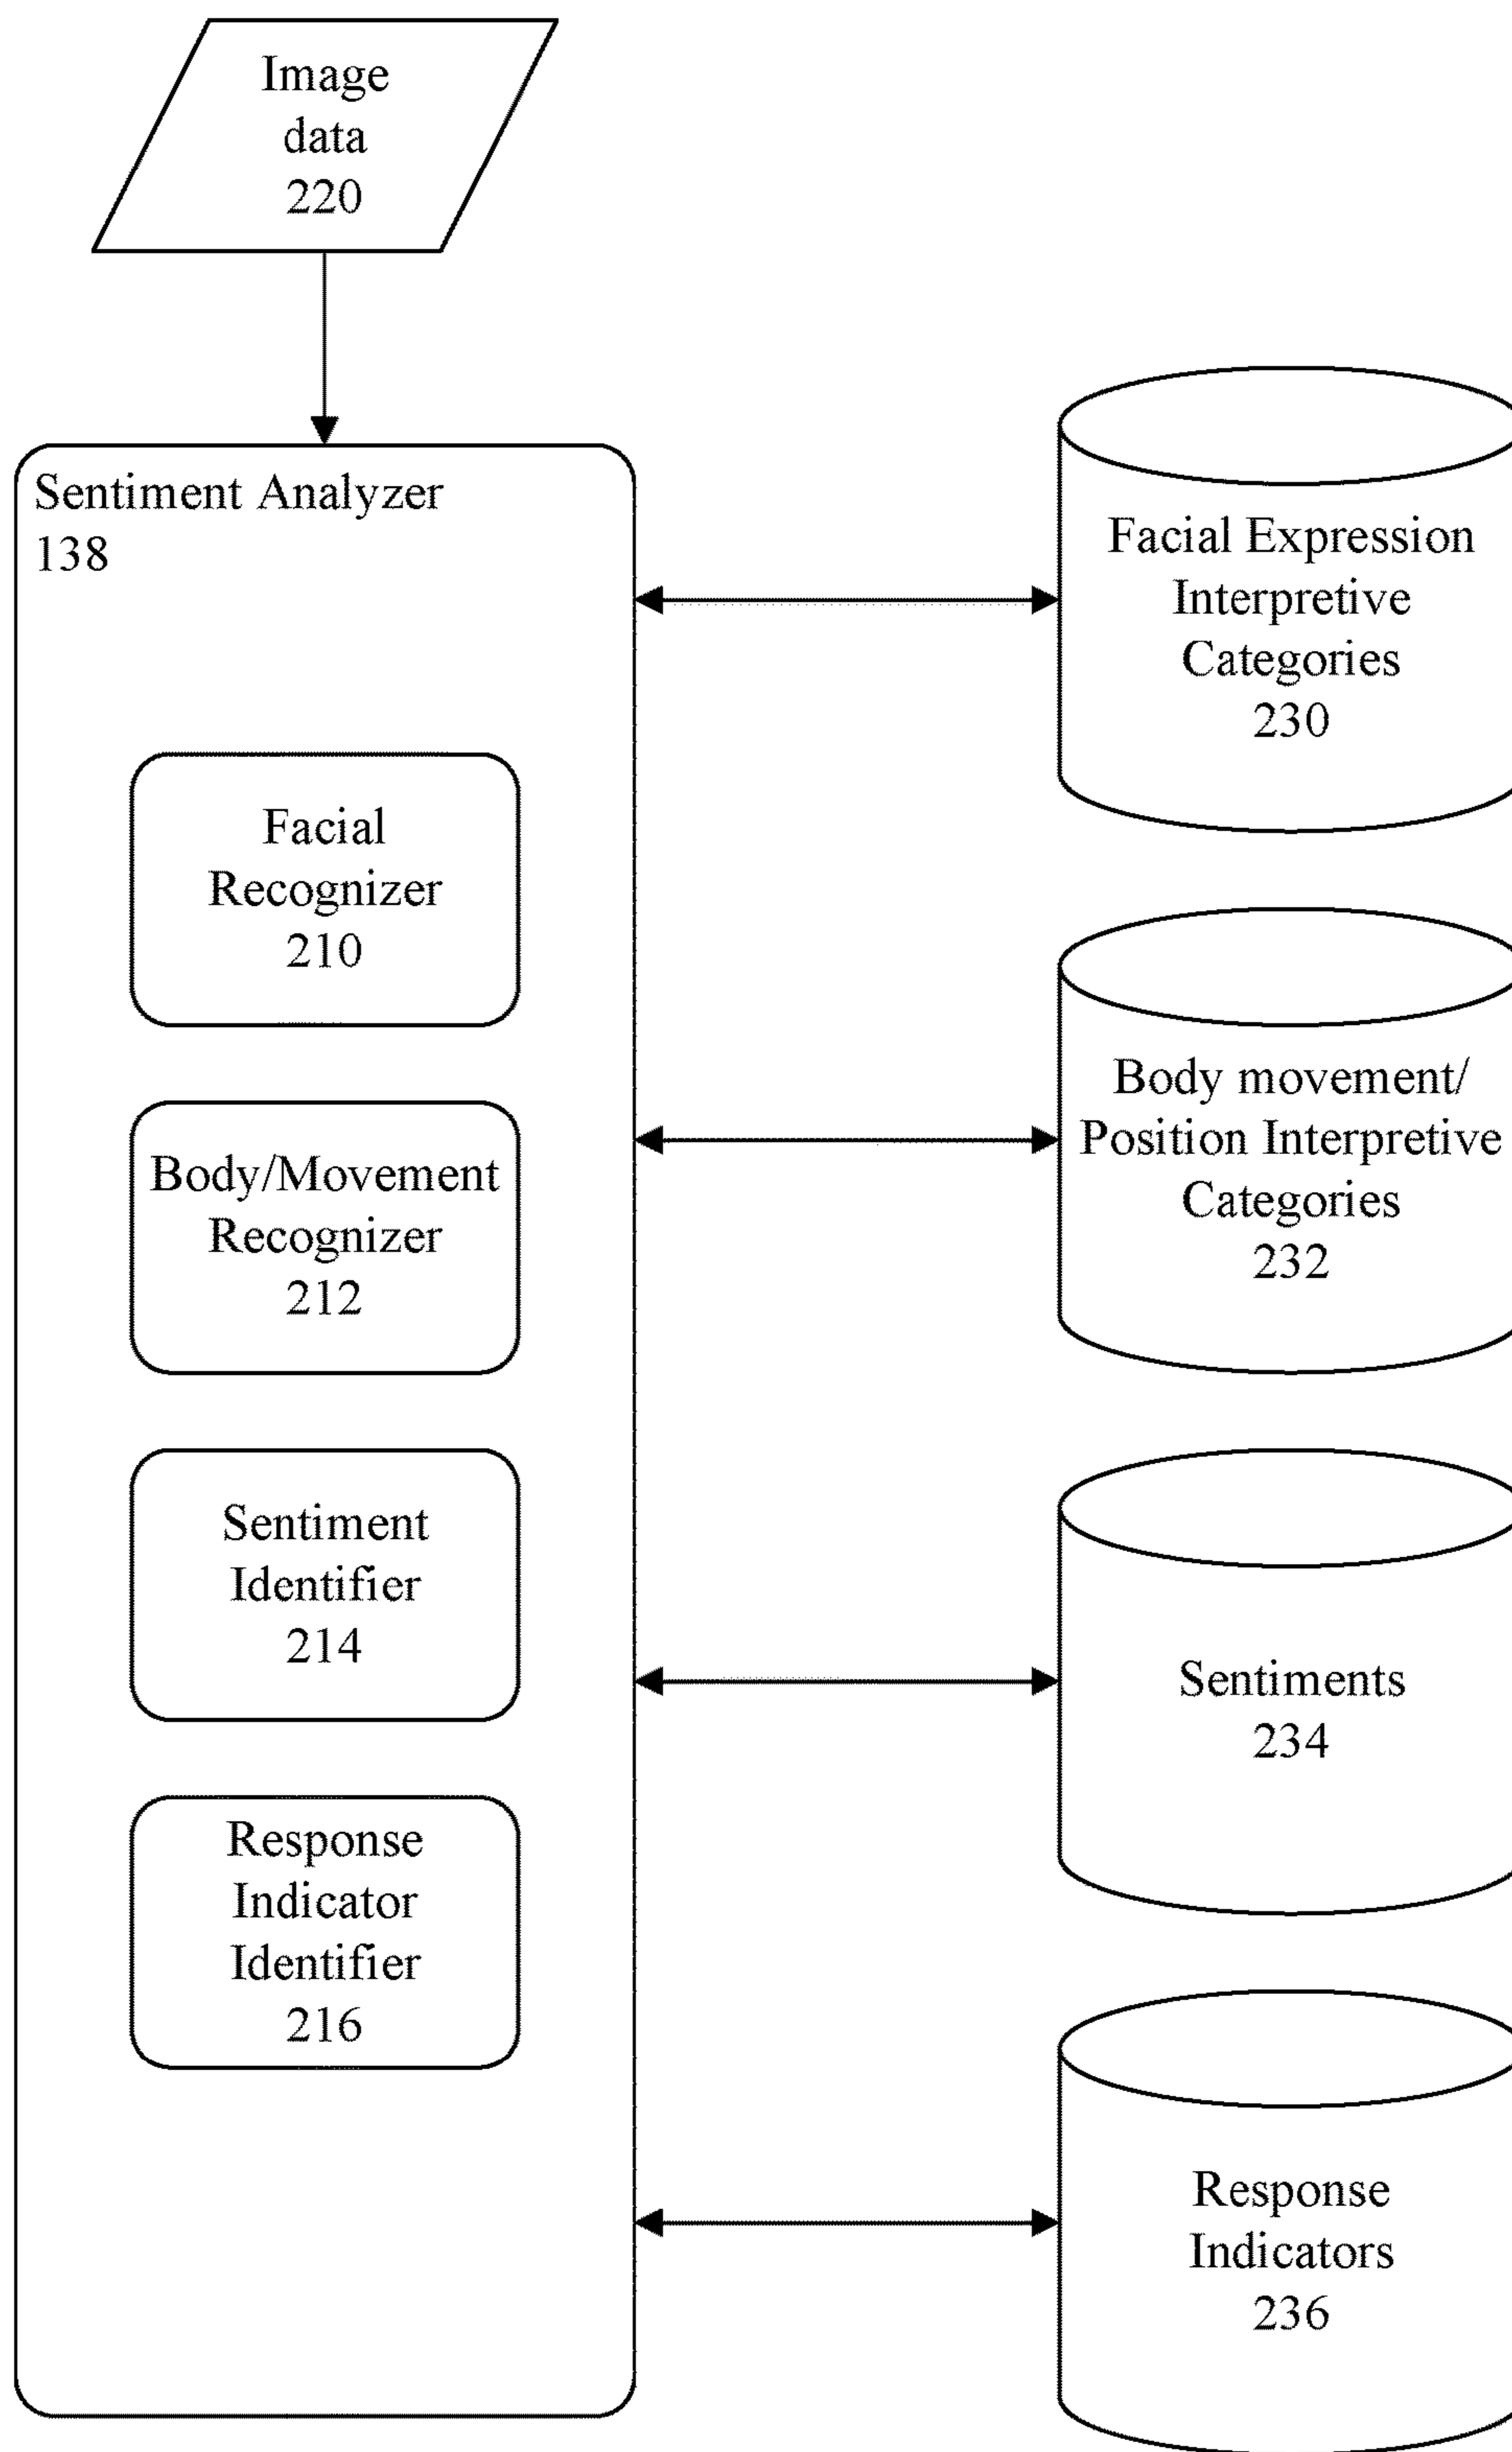 Image
data
220
Sentiment Analyzer
138
Facial
Recognizer
210
Body/Movement
Recognizer
212
Sentiment
Identifier
214
Response
Indicator
Identifier
216
Facial Expression
Interpretive
Categories
230
Body movement/
Position Interpretive
Categories
232
Sentiments
234
Response
Indicators
236